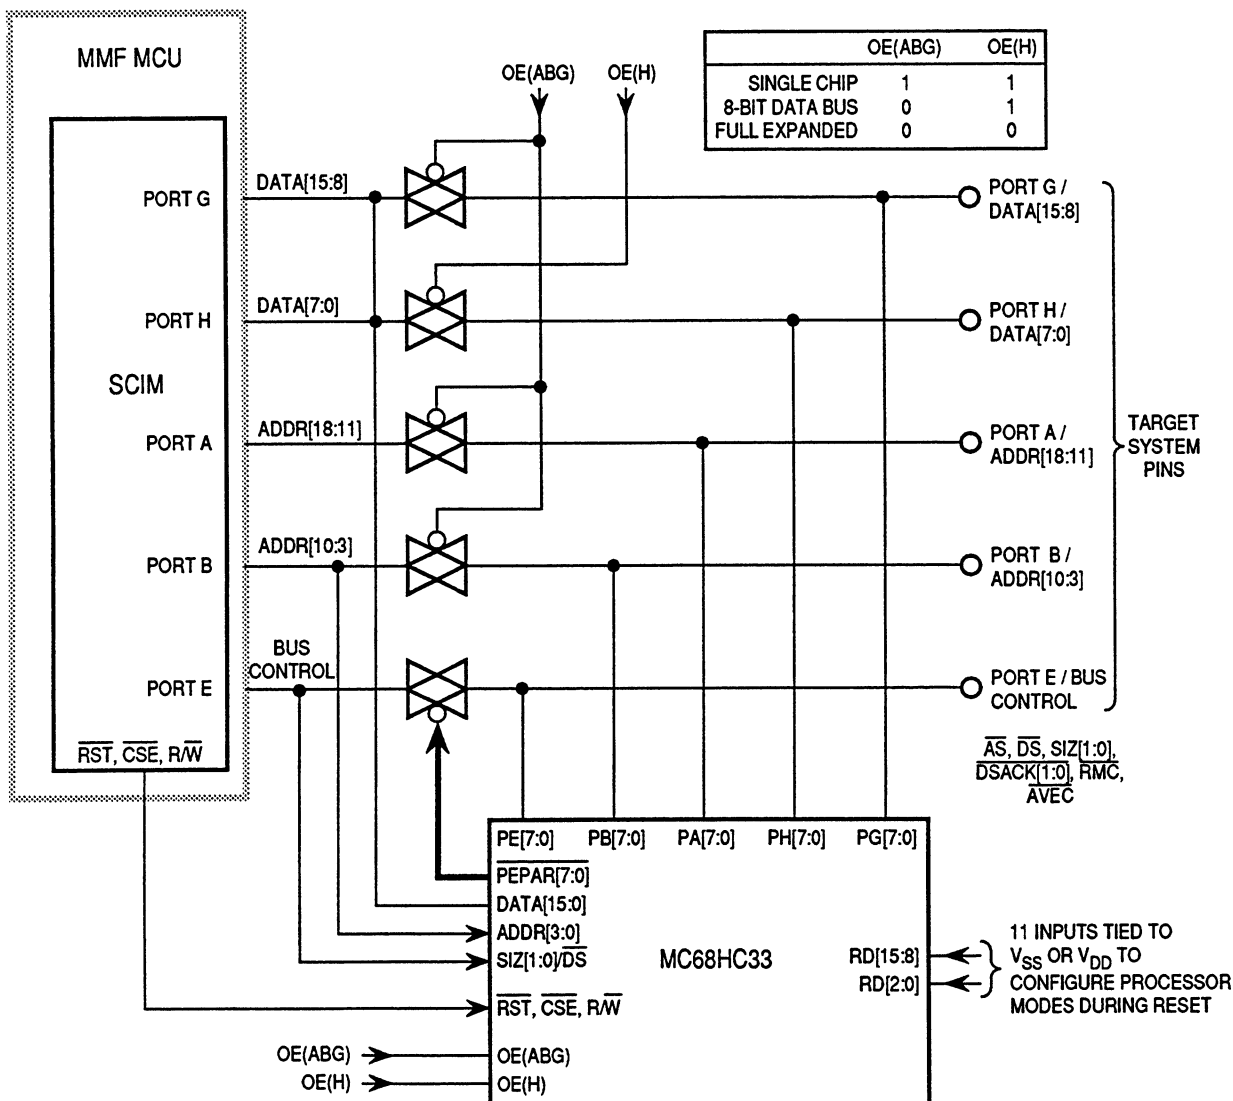 MMF MCU
OE(ABG)
OE(H)
OE(ABG) OE(H)
SINGLE CHIP 1 1
8-BIT DATA BUS 0 1
FULL EXPANDED 0 0
PORT G
DATA[15:8]
PORT G /
DATA[15:8]
PORT H
DATA[7:0]
PORT H /
DATA[7:0]
SCIM
PORT A
ADDR[18:11]
PORT A /
ADDR[18:11]
TARGET
SYSTEM
PINS
PORT B
ADDR[10:3]
PORT B /
ADDR[10:3]
BUS
CONTROL
PORT E
PORT E / BUS
CONTROL
RST, CSE, R/W
AS, DS, SIZ[1:0],
DSACK[1:0], RMC,
AVEC
PE[7:0] PB[7:0] PA[7:0] PH[7:0] PG[7:0]
PEPAR[7:0]
DATA[15:0]
ADDR[3:0]
SIZ[1:0]/DS
MC68HC33
RD[15:8]
RD[2:0]
11 INPUTS TIED TO
VSS OR VDD TO
CONFIGURE PROCESSOR
MODES DURING RESET
RST, CSE, R/W
OE(ABG)
OE(ABG)
OE(H)
OE(H)